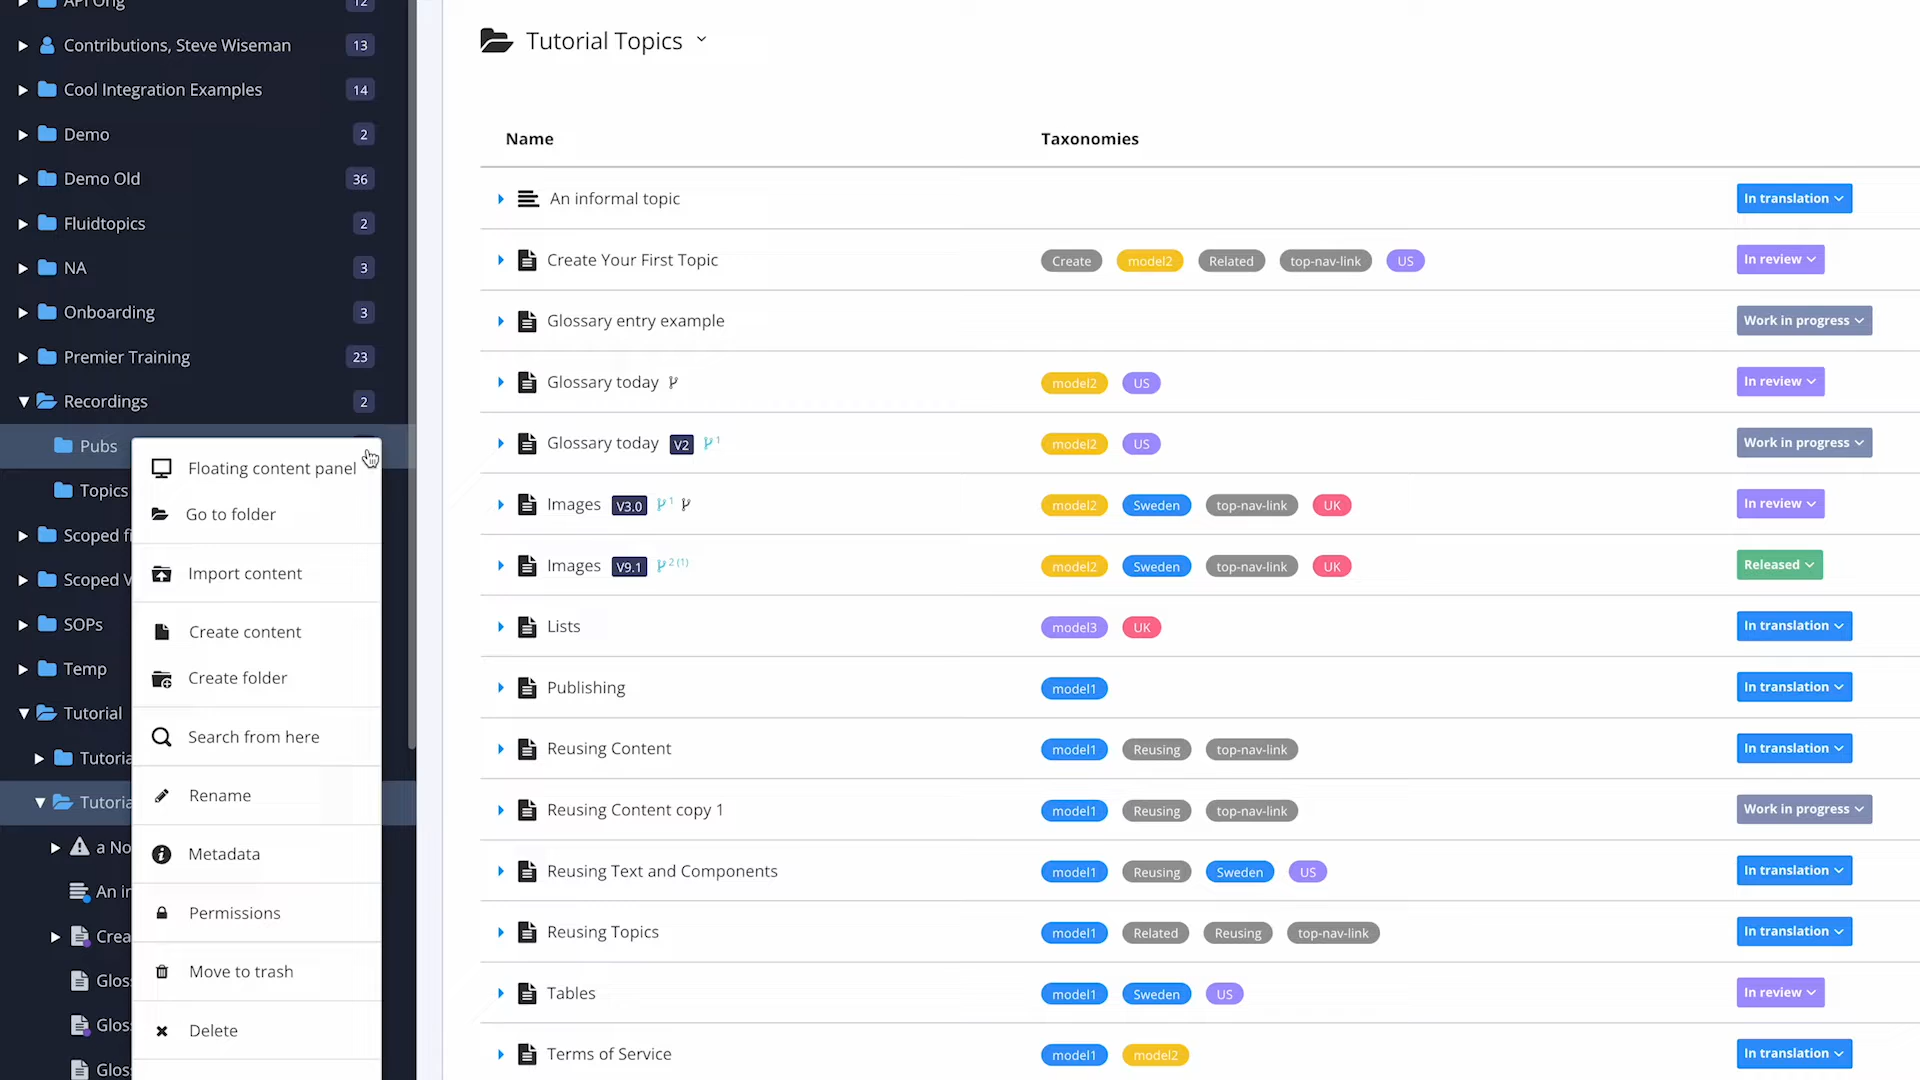 API Org 12
Contributions, Steve Wiseman 13
Cool Integration Examples 14
Demo 2
Demo Old 36
Fluidtopics 2
NA 3
Onboarding 3
Premier Training 23
Recordings 2
Pubs
Topics
Scoped fi
Scoped V
SOPs
Temp
Tutorial
Tutoria
Tutoria
a No
An in
Crea
Glos
Glos
Glos
Floating content panel
Go to folder
Import content
Create content
Create folder
Search from here
Rename
Metadata
Permissions
Move to trash
Delete
Tutorial Topics
Name Taxonomies
An informal topic In translation
Create Your First Topic Create model2 Related top-nav-link US In review
Glossary entry example Work in progress
Glossary today model2 US In review
Glossary today V2 1 model2 US Work in progress
Images V3.0 1 model2 Sweden top-nav-link UK In review
Images V9.1 2 (1) model2 Sweden top-nav-link UK Released
Lists model3 UK In translation
Publishing model1 In translation
Reusing Content model1 Reusing top-nav-link In translation
Reusing Content copy 1 model1 Reusing top-nav-link Work in progress
Reusing Text and Components model1 Reusing Sweden US In translation
Reusing Topics model1 Related Reusing top-nav-link In translation
Tables model1 Sweden US In review
Terms of Service model1 model2 In translation